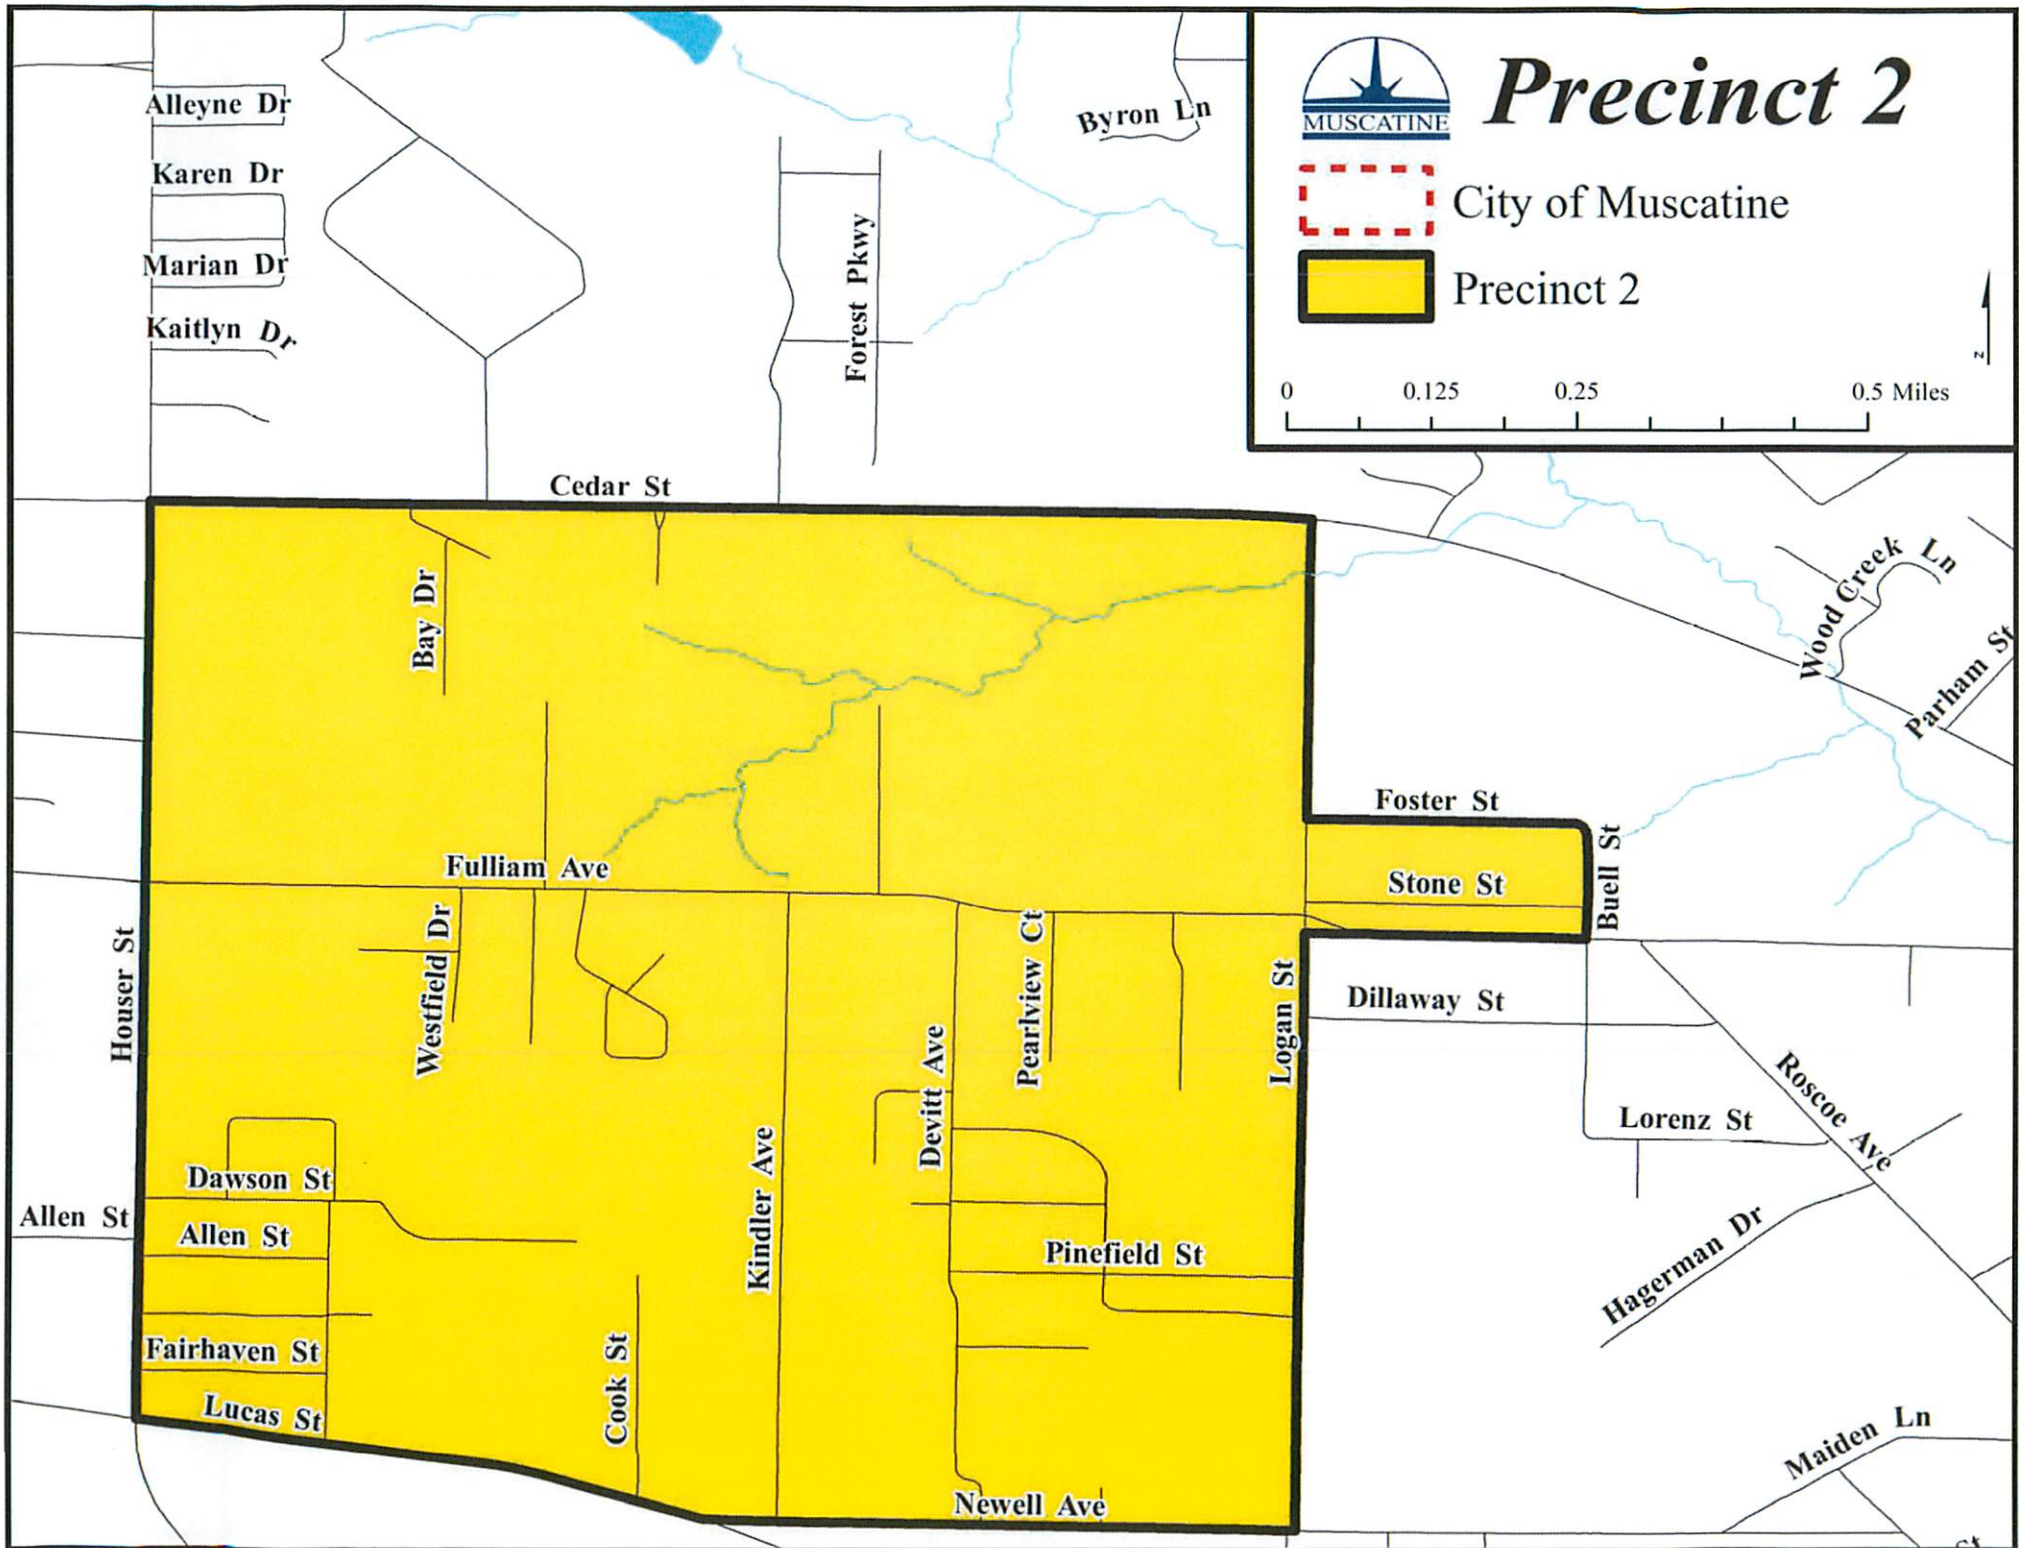 Precinct 2
MUSCATINE
City of Muscatine
Precinct 2
z
0 0.125 0.25 0.5 Miles
Alleyne Dr
Karen Dr
Marian Dr
Kaitlyn Dr
Forest Pkwy
Byron Ln
Cedar St
Bay Dr
Wood Creek Ln
Parham St
Foster St
Stone St
Buell St
Fulliam Ave
Westfield Dr
Houser St
Pearlview Ct
Logan St
Dillaway St
Devitt Ave
Roscoe Ave
Lorenz St
Kindler Ave
Dawson St
Allen St
Allen St
Pinefield St
Hagerman Dr
Fairhaven St
Cook St
Lucas St
Maiden Ln
Newell Ave